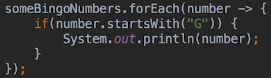 someBingoNumbers.forEach(number -> {
    if(number.startsWith("G")) {
        System.out.println(number);
    }
});